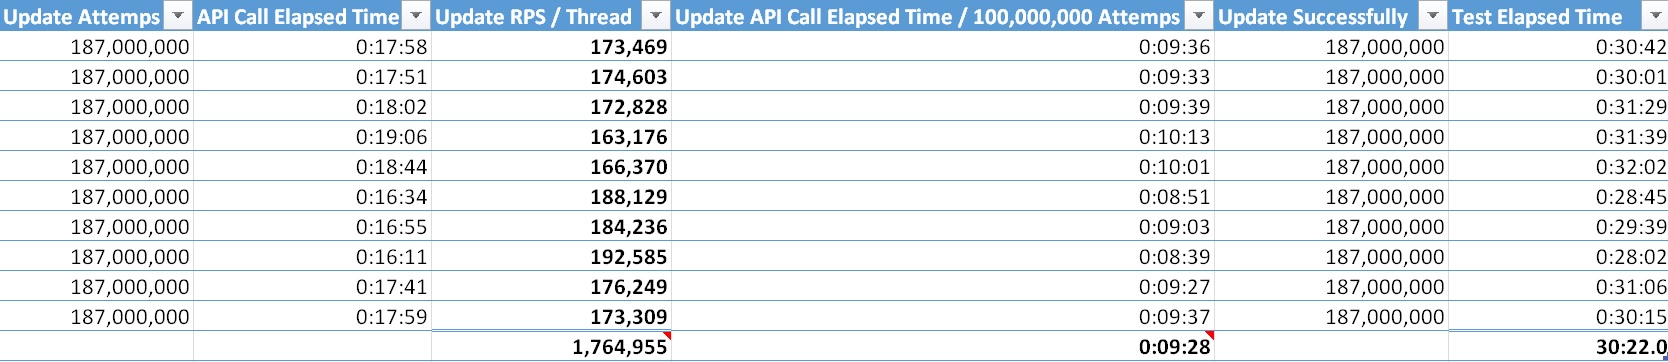 Update Attemps API Call Elapsed Time Update RPS / Thread Update API Call Elapsed Time / 100,000,000 Attemps Update Successfully Test Elapsed Time
187,000,000 0:17:58 173,469 0:09:36 187,000,000 0:30:42
187,000,000 0:17:51 174,603 0:09:33 187,000,000 0:30:01
187,000,000 0:18:02 172,828 0:09:39 187,000,000 0:31:29
187,000,000 0:19:06 163,176 0:10:13 187,000,000 0:31:39
187,000,000 0:18:44 166,370 0:10:01 187,000,000 0:32:02
187,000,000 0:16:34 188,129 0:08:51 187,000,000 0:28:45
187,000,000 0:16:55 184,236 0:09:03 187,000,000 0:29:39
187,000,000 0:16:11 192,585 0:08:39 187,000,000 0:28:02
187,000,000 0:17:41 176,249 0:09:27 187,000,000 0:31:06
187,000,000 0:17:59 173,309 0:09:37 187,000,000 0:30:15
1,764,955 0:09:28 30:22.0